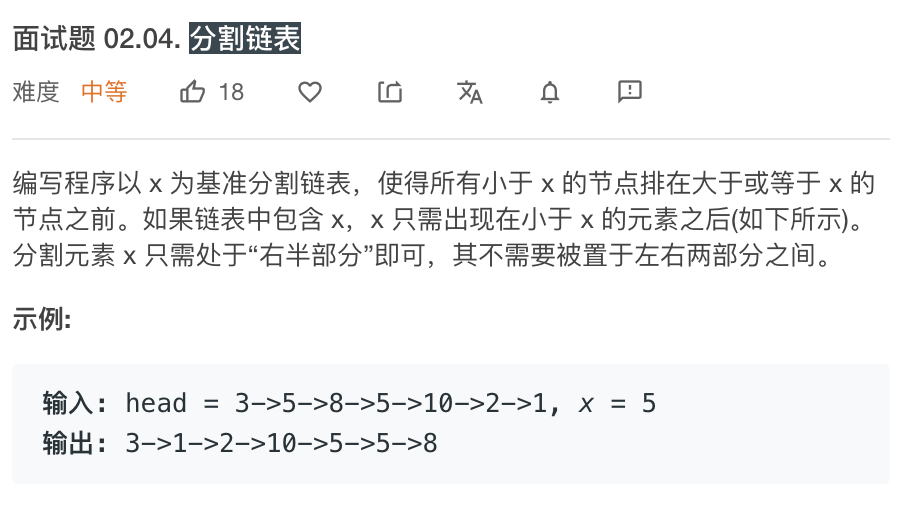 面试题 02.04. 分割链表
难度 中等 18
编写程序以 x 为基准分割链表，使得所有小于 x 的节点排在大于或等于 x 的
节点之前。如果链表中包含 x，x 只需出现在小于 x 的元素之后(如下所示)。
分割元素 x 只需处于“右半部分”即可，其不需要被置于左右两部分之间。
示例:
输入: head = 3->5->8->5->10->2->1, x = 5
输出: 3->1->2->10->5->5->8